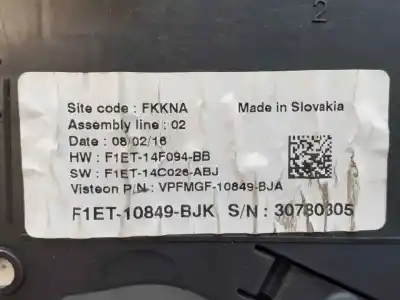 2
Site code : FKKNA Made in Slovakia
Assembly line : 02
Date : 08/02/16
HW : F1ET-14F094-BB
SW : F1ET-14C026-ABJ
Visteon P/N : VPFMGF-10849-BJA
F1ET-10849-BJK S/N : 30780305